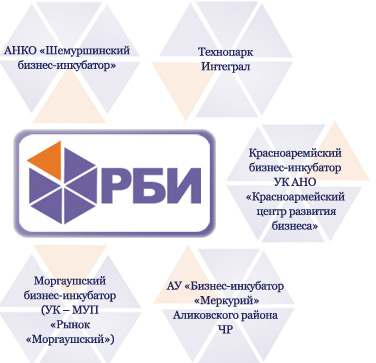 АНКО «Шемуршинский
бизнес-инкубатор»
Технопарк
Интеграл
РБИ
Красноаремйский
бизнес-инкубатор
УК АНО
«Красноармейский
центр развития
бизнеса»
Моргаушский
бизнес-инкубатор
(УК – МУП
«Рынок
«Моргаушский»)
АУ «Бизнес-инкубатор
«Меркурий»
Аликовского района
ЧР